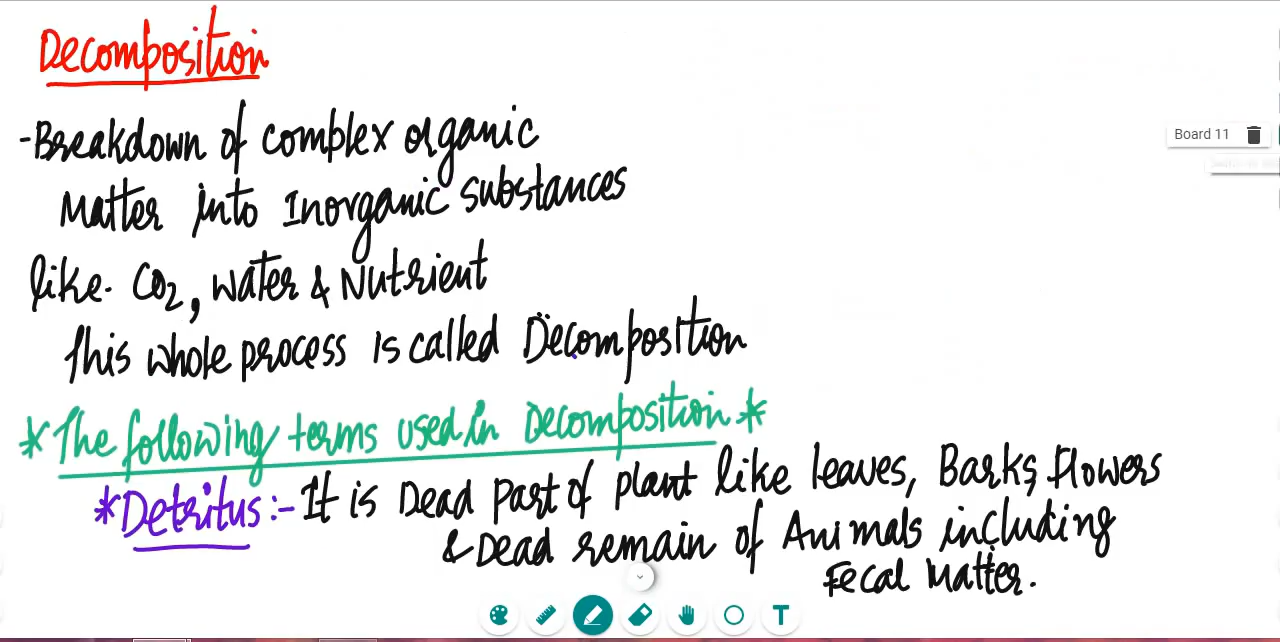 Decomposition
-Breakdown of complex organic
Board 11
Matter into Inorganic substances
like- CO2, water & Nutrient
This whole process is called Decomposition
*The following terms used in Decomposition*
*Detritus:- It is Dead Part of plant like leaves, Barks, Flowers
& Dead remain of Animals including
Fecal Matter.
T